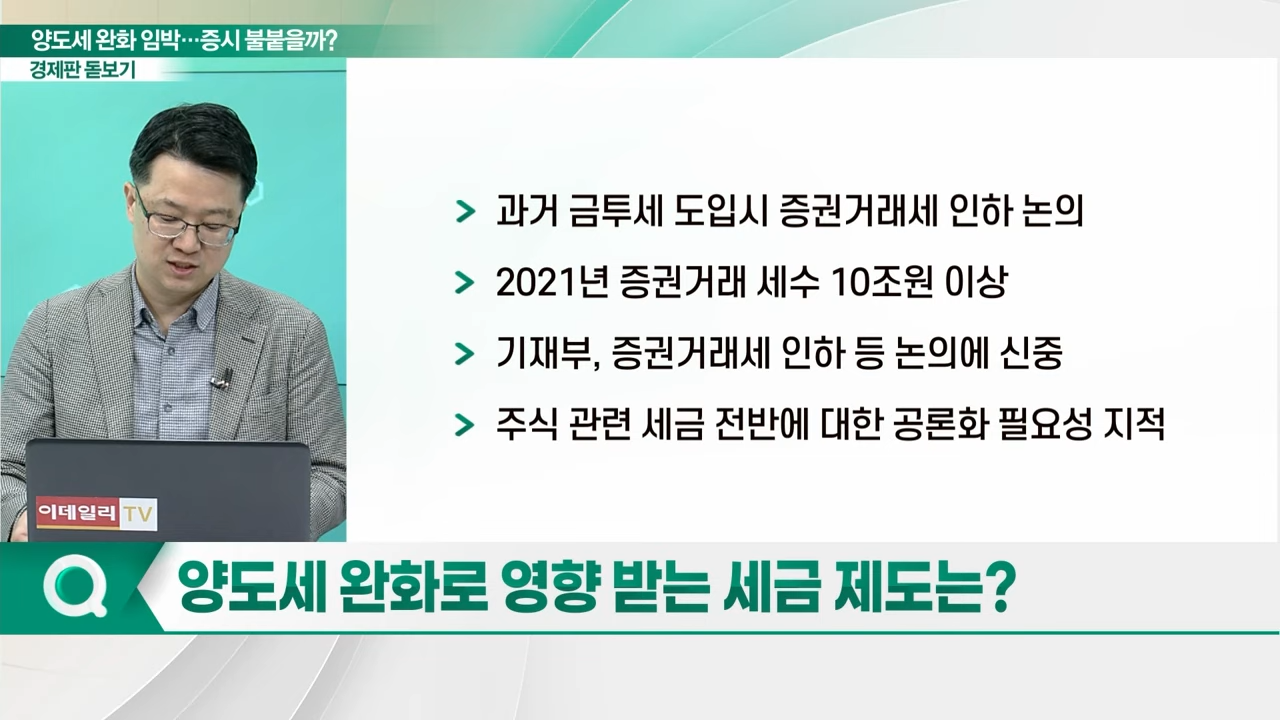 양도세 완화 임박…증시 불붙을까?
경제판 돋보기
> 과거 금투세 도입시 증권거래세 인하 논의
> 2021년 증권거래 세수 10조원 이상
> 기재부, 증권거래세 인하 등 논의에 신중
> 주식 관련 세금 전반에 대한 공론화 필요성 지적
이데일리 TV
Q 양도세 완화로 영향 받는 세금 제도는?